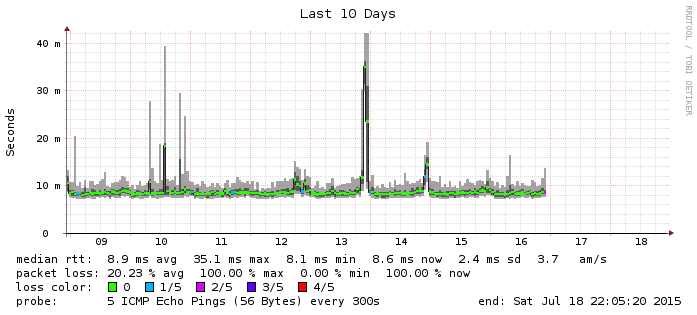 Last 10 Days
RRDTOOL / TOBI OETIKER
Seconds
40 m
30 m
20 m
10 m
0
09 10 11 12 13 14 15 16 17 18
median rtt: 8.9 ms avg 35.1 ms max 8.1 ms min 8.6 ms now 2.4 ms sd 3.7 am/s
packet loss: 20.23 % avg 100.00 % max 0.00 % min 100.00 % now
loss color: 0 1/5 2/5 3/5 4/5
probe: 5 ICMP Echo Pings (56 Bytes) every 300s end: Sat Jul 18 22:05:20 2015